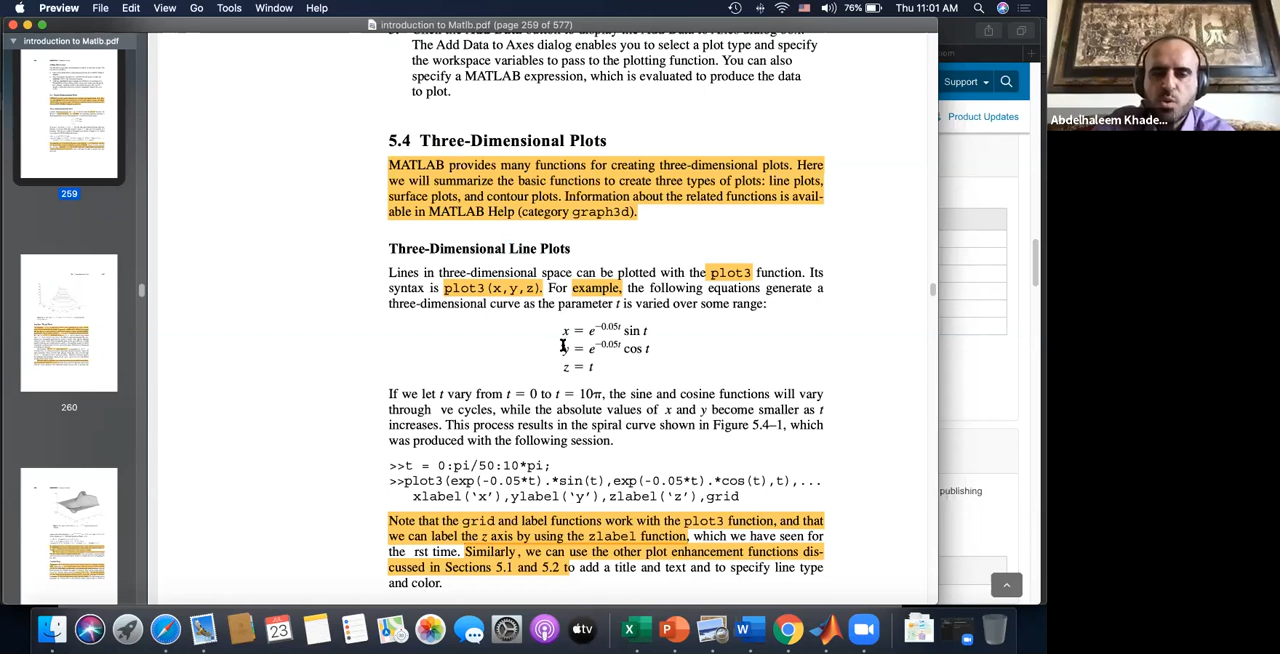 Preview File Edit View Go Tools Window Help
76% Thu 11:01 AM
introduction to Matlb.pdf (page 259 of 577)
introduction to Matlb.pdf
259
260
The Add Data to Axes dialog enables you to select a plot type and specify
the workspace variables to pass to the plotting function. You can also
specify a MATLAB expression, which is evaluated to produce the data
to plot.
5.4 Three-Dimensional Plots
MATLAB provides many functions for creating three-dimensional plots. Here
we will summarize the basic functions to create three types of plots: line plots,
surface plots, and contour plots. Information about the related functions is avail-
able in MATLAB Help (category graph3d).
Three-Dimensional Line Plots
Lines in three-dimensional space can be plotted with the plot3 function. Its
syntax is plot3(x,y,z). For example, the following equations generate a
three-dimensional curve as the parameter t is varied over some range:
x = e^−0.05t sin t
y = e^−0.05t cos t
z = t
If we let t vary from t = 0 to t = 10π, the sine and cosine functions will vary
through ve cycles, while the absolute values of x and y become smaller as t
increases. This process results in the spiral curve shown in Figure 5.4–1, which
was produced with the following session.
>>t = 0:pi/50:10*pi;
>>plot3(exp(-0.05*t).*sin(t),exp(-0.05*t).*cos(t),t),...
xlabel(‘x’),ylabel(‘y’),zlabel(‘z’),grid
Note that the grid and label functions work with the plot3 function, and that
we can label the z axis by using the zlabel function, which we have seen for
the rst time. Similarly, we can use the other plot enhancement functions dis-
cussed in Sections 5.1 and 5.2 to add a title and text and to specify line type
and color.
Support
Product Updates
publishing
Abdelhaleem Khade...
JUL
23
tv
X
P
W